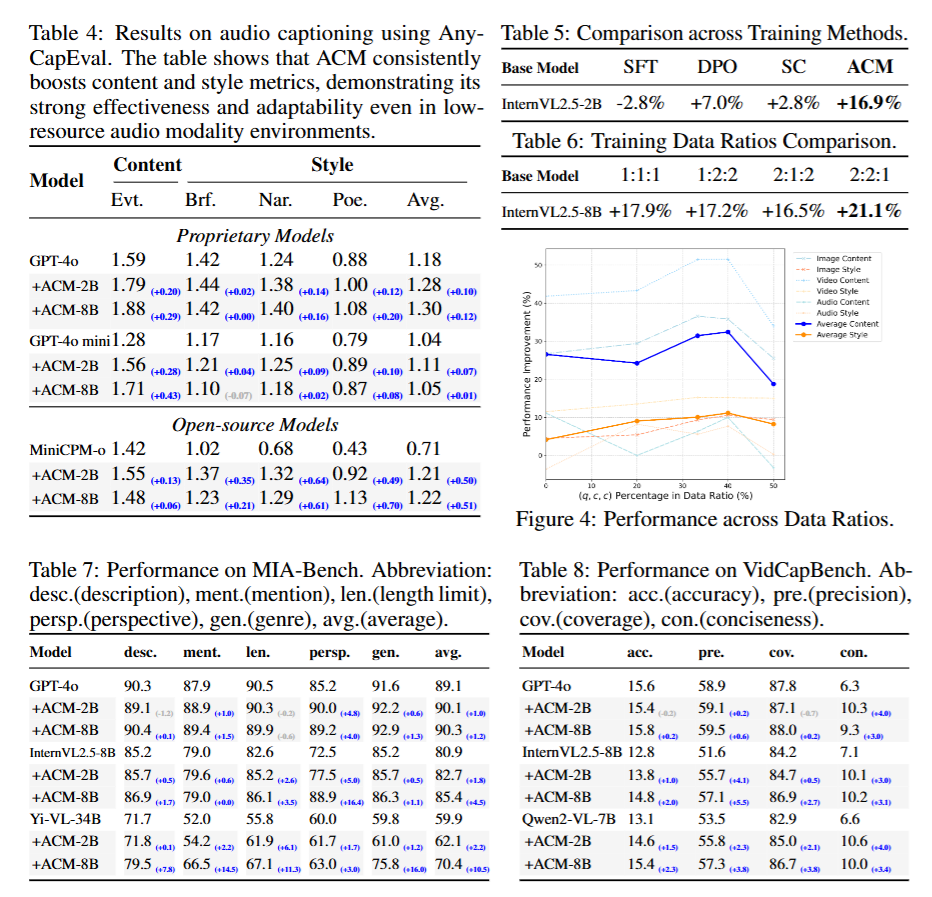 Table 4: Results on audio captioning using Any-
CapEval. The table shows that ACM consistently
boosts content and style metrics, demonstrating its
strong effectiveness and adaptability even in low-
resource audio modality environments.
Model Content Style
Evt. Brf. Nar. Poe. Avg.
Proprietary Models
GPT-4o 1.59 1.42 1.24 0.88 1.18
+ACM-2B 1.79 (+0.20) 1.44 (+0.02) 1.38 (+0.14) 1.00 (+0.12) 1.28 (+0.10)
+ACM-8B 1.88 (+0.29) 1.42 (+0.00) 1.40 (+0.16) 1.08 (+0.20) 1.30 (+0.12)
GPT-4o mini 1.28 1.17 1.16 0.79 1.04
+ACM-2B 1.56 (+0.28) 1.21 (+0.04) 1.25 (+0.09) 0.89 (+0.10) 1.11 (+0.07)
+ACM-8B 1.71 (+0.43) 1.10 (-0.07) 1.18 (+0.02) 0.87 (+0.08) 1.05 (+0.01)
Open-source Models
MiniCPM-o 1.42 1.02 0.68 0.43 0.71
+ACM-2B 1.55 (+0.13) 1.37 (+0.35) 1.32 (+0.64) 0.92 (+0.49) 1.21 (+0.50)
+ACM-8B 1.48 (+0.06) 1.23 (+0.21) 1.29 (+0.61) 1.13 (+0.70) 1.22 (+0.51)
Table 5: Comparison across Training Methods.
Base Model SFT DPO SC ACM
InternVL2.5-2B -2.8% +7.0% +2.8% +16.9%
Table 6: Training Data Ratios Comparison.
Base Model 1:1:1 1:2:2 2:1:2 2:2:1
InternVL2.5-8B +17.9% +17.2% +16.5% +21.1%
Performance Improvement (%)
50
40
30
20
10
0
0 10 20 30 40 50
(q, c, c) Percentage in Data Ratio (%)
Image Content
Image Style
Video Content
Video Style
Audio Content
Audio Style
Average Content
Average Style
Figure 4: Performance across Data Ratios.
Table 7: Performance on MIA-Bench. Abbreviation:
desc.(description), ment.(mention), len.(length limit),
persp.(perspective), gen.(genre), avg.(average).
Model desc. ment. len. persp. gen. avg.
GPT-4o 90.3 87.9 90.5 85.2 91.6 89.1
+ACM-2B 89.1 (-1.2) 88.9 (+1.0) 90.3 (-0.2) 90.0 (+4.8) 92.2 (+0.6) 90.1 (+1.0)
+ACM-8B 90.4 (+0.1) 89.4 (+1.5) 89.9 (-0.6) 89.2 (+4.0) 92.9 (+1.3) 90.3 (+1.2)
InternVL2.5-8B 85.2 79.0 82.6 72.5 85.2 80.9
+ACM-2B 85.7 (+0.5) 79.6 (+0.6) 85.2 (+2.6) 77.5 (+5.0) 85.7 (+0.5) 82.7 (+1.8)
+ACM-8B 86.9 (+1.7) 79.0 (+0.0) 86.1 (+3.5) 88.9 (+16.4) 86.3 (+1.1) 85.4 (+4.5)
Yi-VL-34B 71.7 52.0 55.8 60.0 59.8 59.9
+ACM-2B 71.8 (+0.1) 54.2 (+2.2) 61.9 (+6.1) 61.7 (+1.7) 61.0 (+1.2) 62.1 (+2.2)
+ACM-8B 79.5 (+7.8) 66.5 (+14.5) 67.1 (+11.3) 63.0 (+3.0) 75.8 (+16.0) 70.4 (+10.5)
Table 8: Performance on VidCapBench. Ab-
breviation: acc.(accuracy), pre.(precision),
cov.(coverage), con.(conciseness).
Model acc. pre. cov. con.
GPT-4o 15.6 58.9 87.8 6.3
+ACM-2B 15.4 (-0.2) 59.1 (+0.2) 87.1 (-0.7) 10.3 (+4.0)
+ACM-8B 15.8 (+0.2) 59.5 (+0.6) 88.0 (+0.2) 9.3 (+3.0)
InternVL2.5-8B 12.8 51.6 84.2 7.1
+ACM-2B 13.8 (+1.0) 55.7 (+4.1) 84.7 (+0.5) 10.1 (+3.0)
+ACM-8B 14.8 (+2.0) 57.1 (+5.5) 86.9 (+2.7) 10.2 (+3.1)
Qwen2-VL-7B 13.1 53.5 82.9 6.6
+ACM-2B 14.6 (+1.5) 55.8 (+2.3) 85.0 (+2.1) 10.6 (+4.0)
+ACM-8B 15.4 (+2.3) 57.3 (+3.8) 86.7 (+3.8) 10.0 (+3.4)